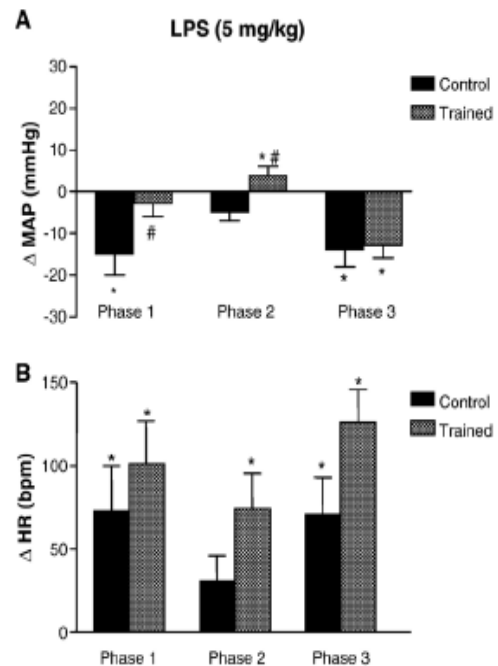 A
LPS (5 mg/kg)
Δ MAP (mmHg)
30
20
10
0
-10
-20
-30
*
#
* #
*
*
Phase 1
Phase 2
Phase 3
Control
Trained
B
Δ HR (bpm)
150
100
50
0
*
*
*
*
*
Phase 1
Phase 2
Phase 3
Control
Trained